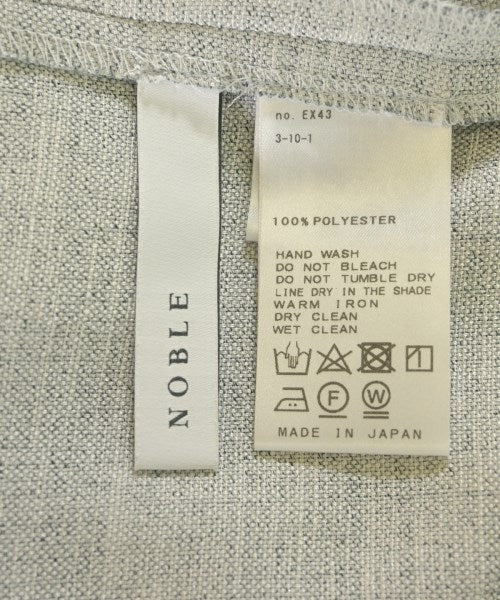 NOBLE
no. EX43
3-10-1
100% POLYESTER
HAND WASH
DO NOT BLEACH
DO NOT TUMBLE DRY
LINE DRY IN THE SHADE
WARM IRON
DRY CLEAN
WET CLEAN
F
W
MADE IN JAPAN